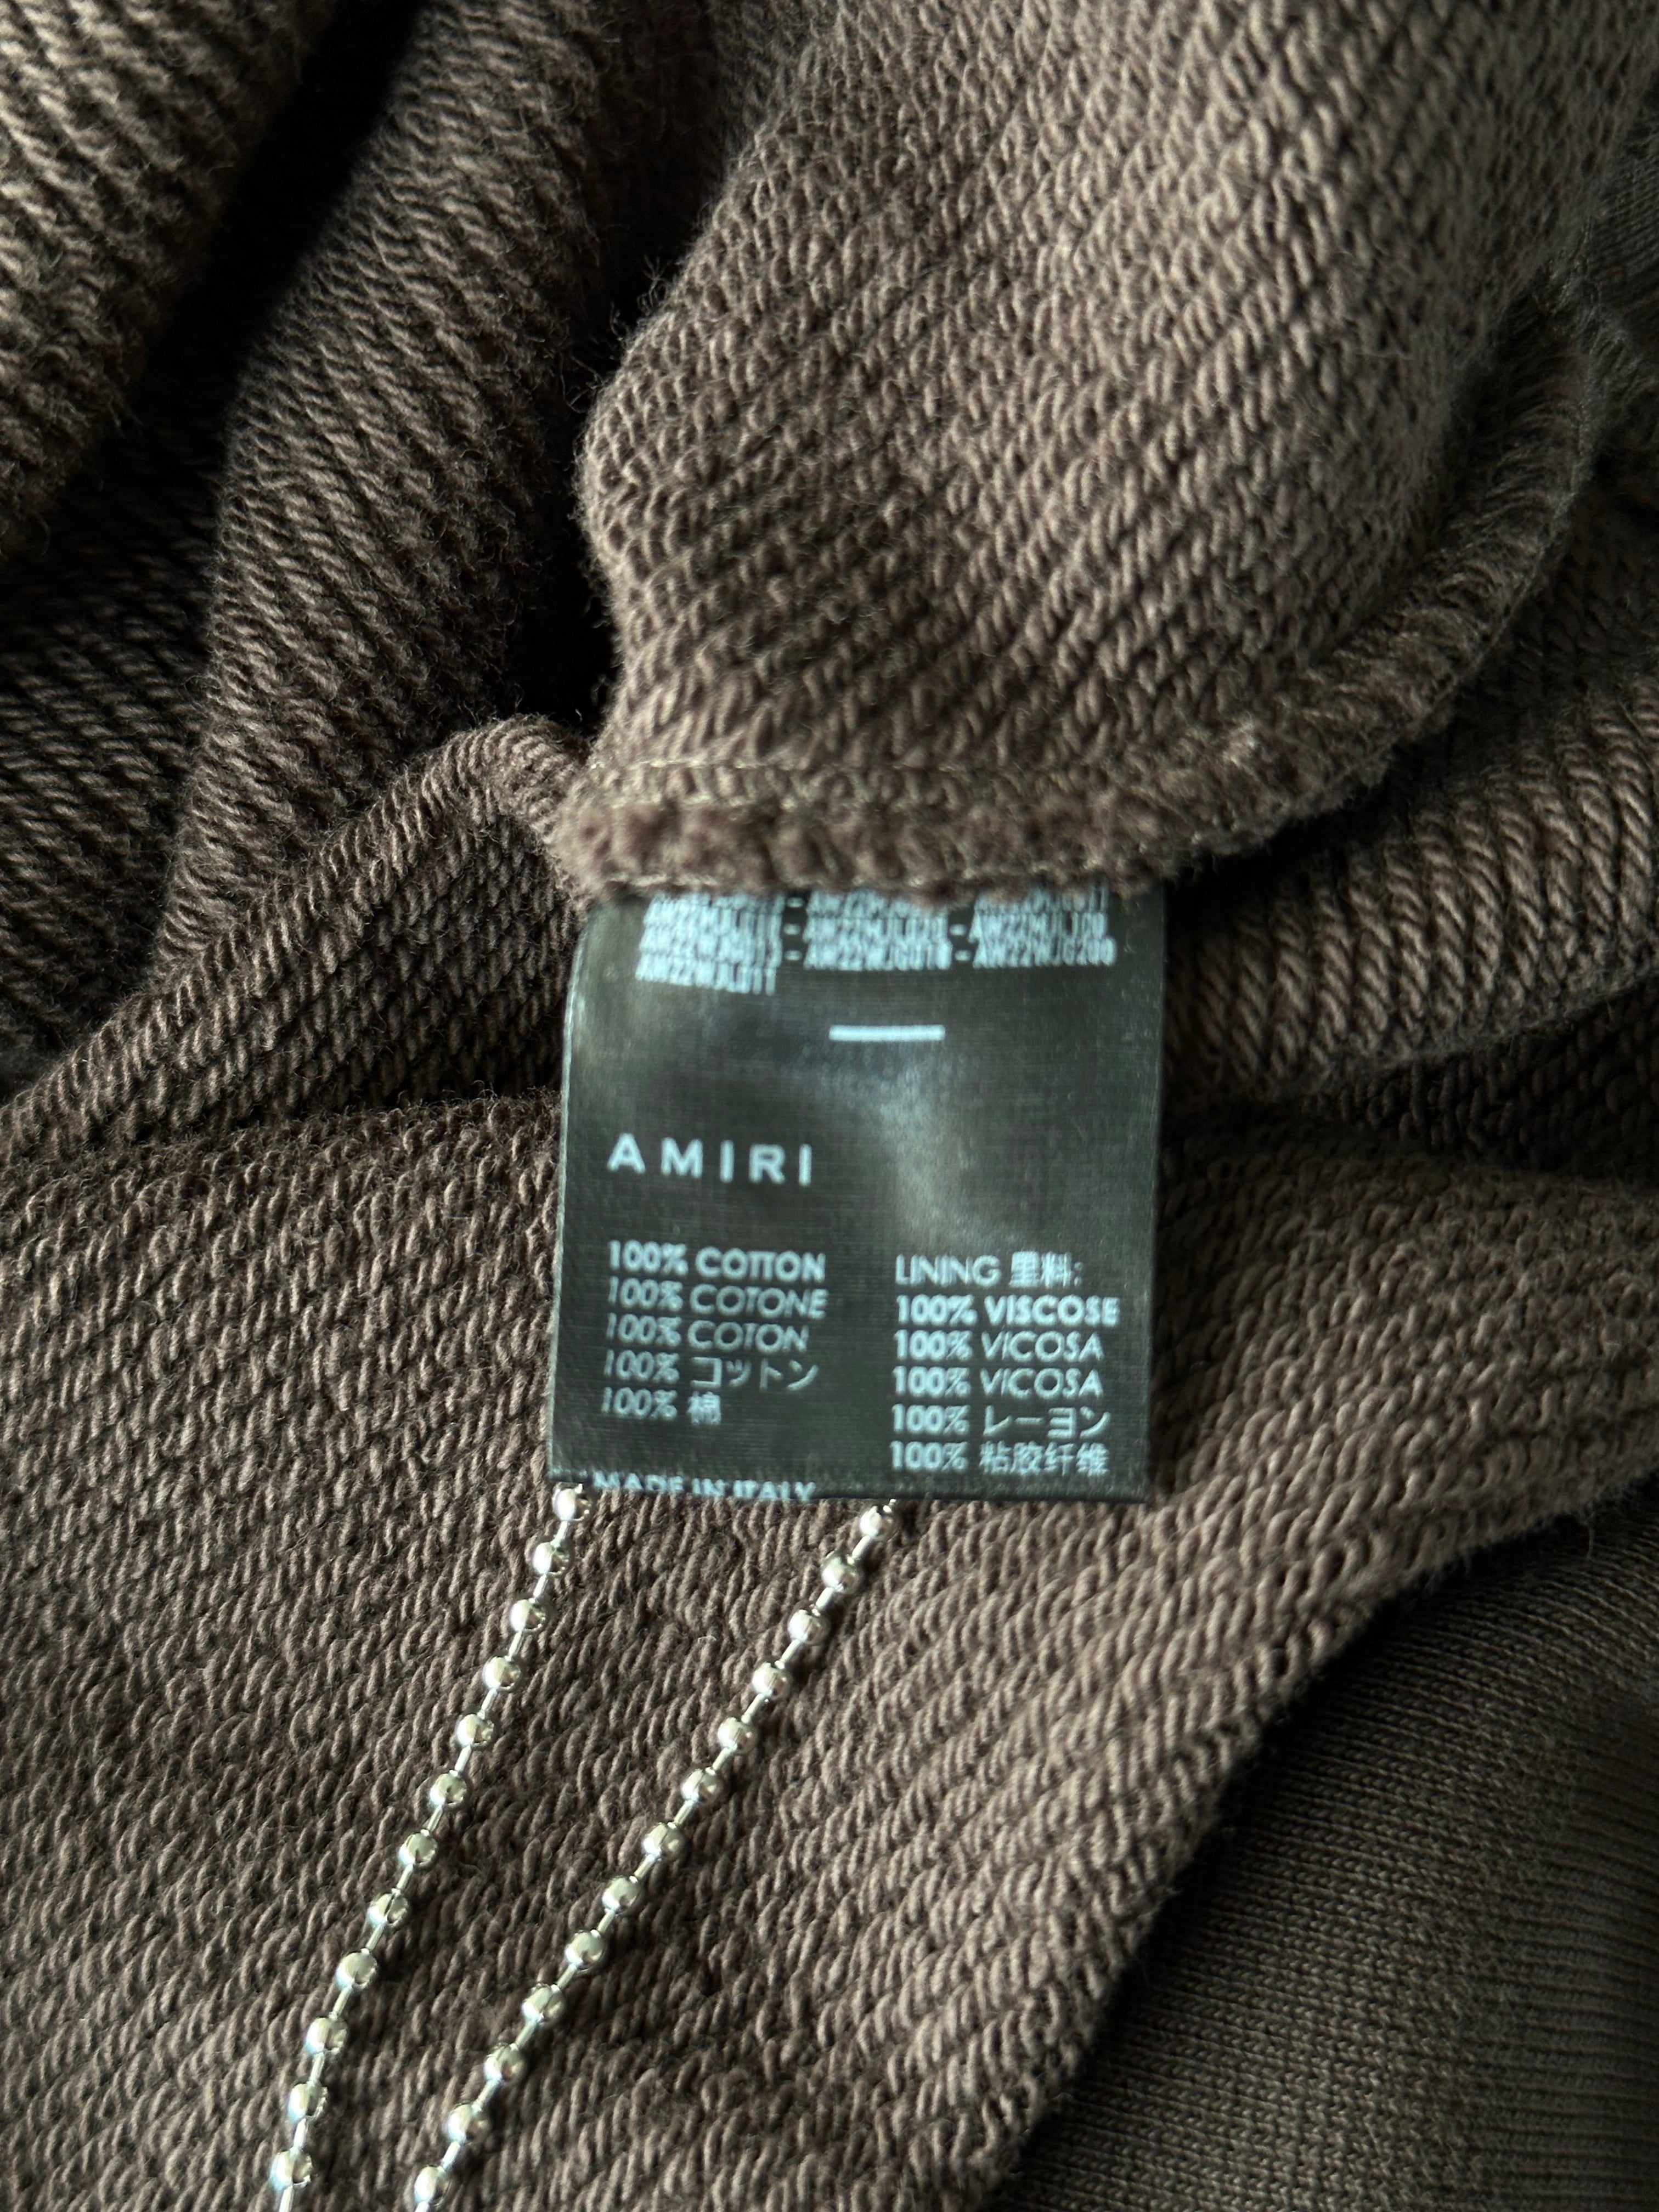 AMIRI
100% COTTON
100% COTONE
100% COTON
100% コットン
100% 棉
MADE IN ITALY
LINING 里料:
100% VISCOSE
100% VICOSA
100% VICOSA
100% レーヨン
100% 粘胶纤维